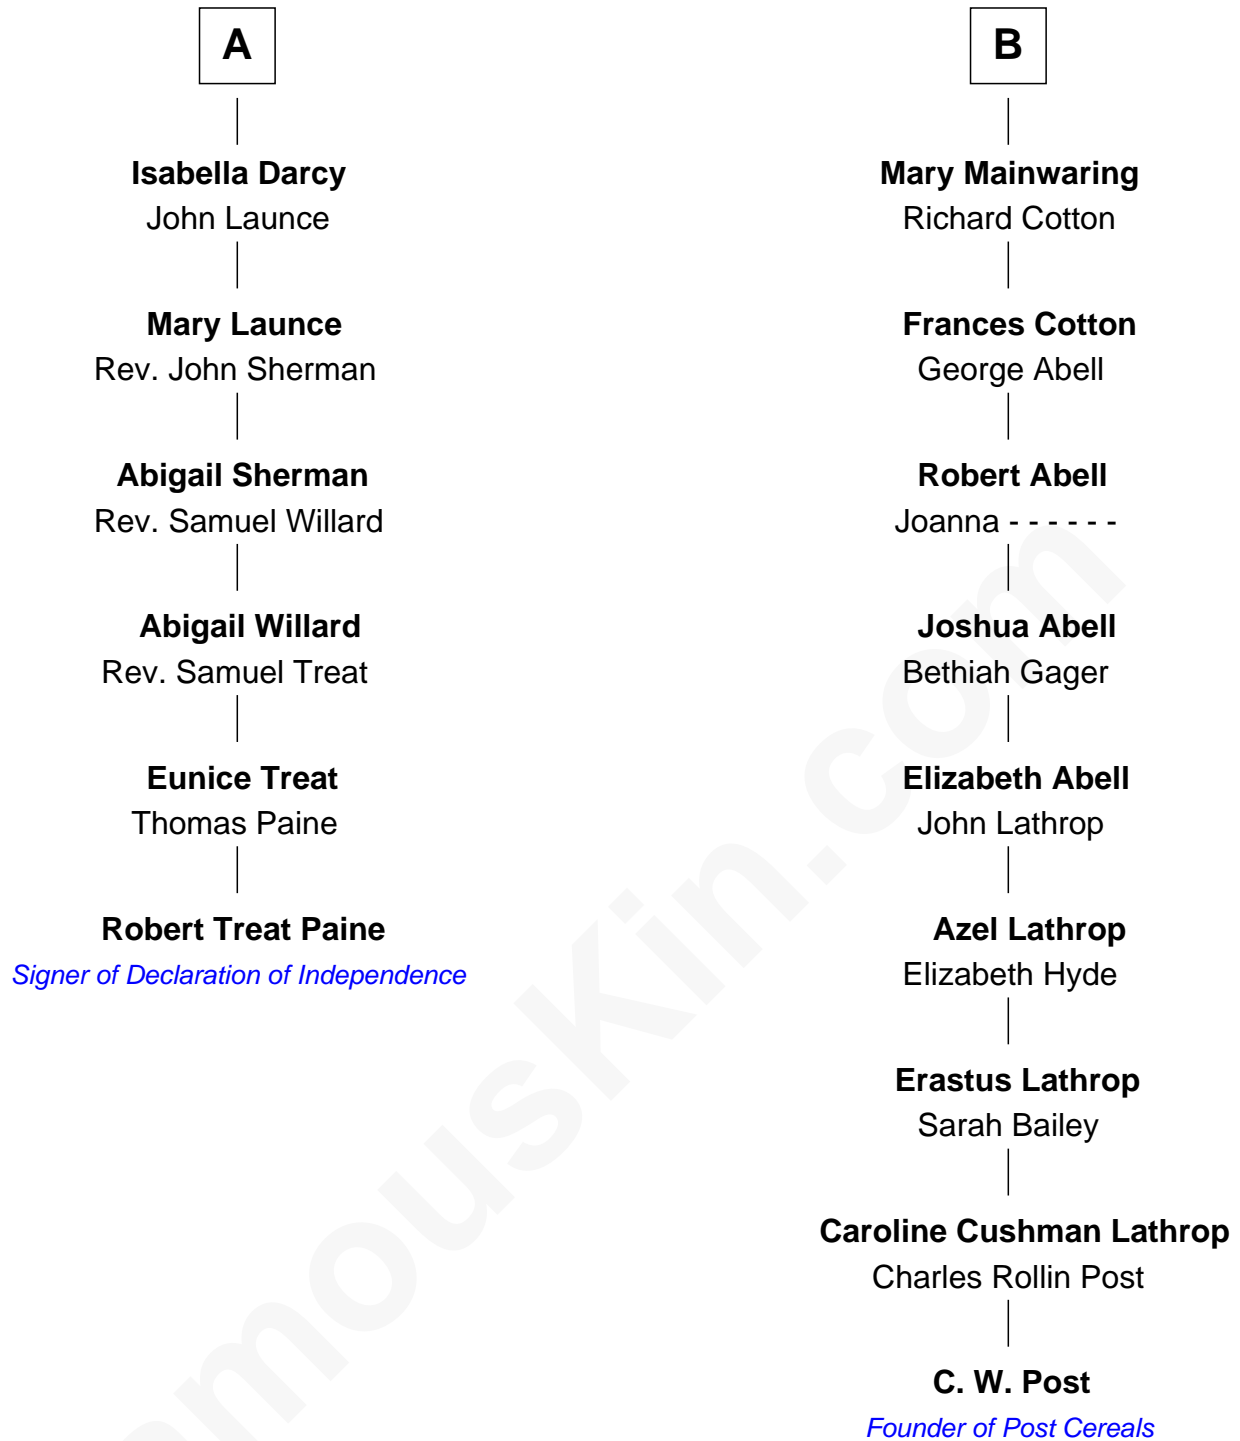 A
Isabella Darcy
John Launce
Mary Launce
Rev. John Sherman
Abigail Sherman
Rev. Samuel Willard
Abigail Willard
Rev. Samuel Treat
Eunice Treat
Thomas Paine
Robert Treat Paine
Signer of Declaration of Independence
B
Mary Mainwaring
Richard Cotton
Frances Cotton
George Abell
Robert Abell
Joanna - - - - - -
Joshua Abell
Bethiah Gager
Elizabeth Abell
John Lathrop
Azel Lathrop
Elizabeth Hyde
Erastus Lathrop
Sarah Bailey
Caroline Cushman Lathrop
Charles Rollin Post
C. W. Post
Founder of Post Cereals
amouskin.com